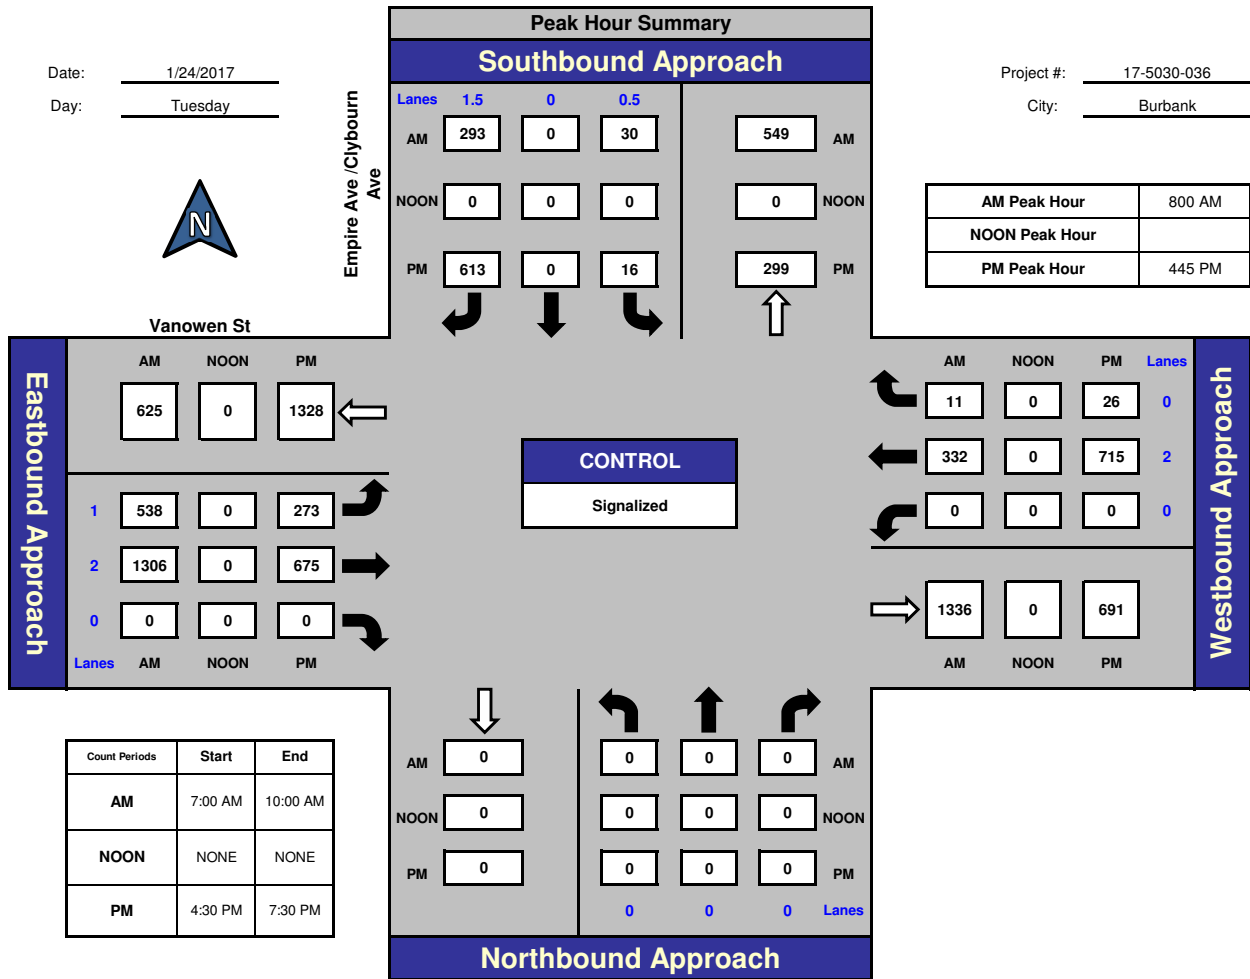 Peak Hour Summary
Southbound Approach
Date: 1/24/2017
Day: Tuesday
Project #: 17-5030-036
City: Burbank
Empire Ave /Clybourn Ave
Lanes 1.5 0 0.5
AM 293 0 30 549 AM
NOON 0 0 0 0 NOON
PM 613 0 16 299 PM
N
AM Peak Hour 800 AM
NOON Peak Hour
PM Peak Hour 445 PM
Vanowen St
Eastbound Approach
AM NOON PM
625 0 1328
1 538 0 273
2 1306 0 675
0 0 0 0
Lanes AM NOON PM
CONTROL
Signalized
AM NOON PM Lanes
11 0 26 0
332 0 715 2
0 0 0 0
1336 0 691
AM NOON PM
Westbound Approach
Count Periods Start End
AM 7:00 AM 10:00 AM
NOON NONE NONE
PM 4:30 PM 7:30 PM
AM 0 0 0 0 AM
NOON 0 0 0 0 NOON
PM 0 0 0 0 PM
0 0 0 Lanes
Northbound Approach